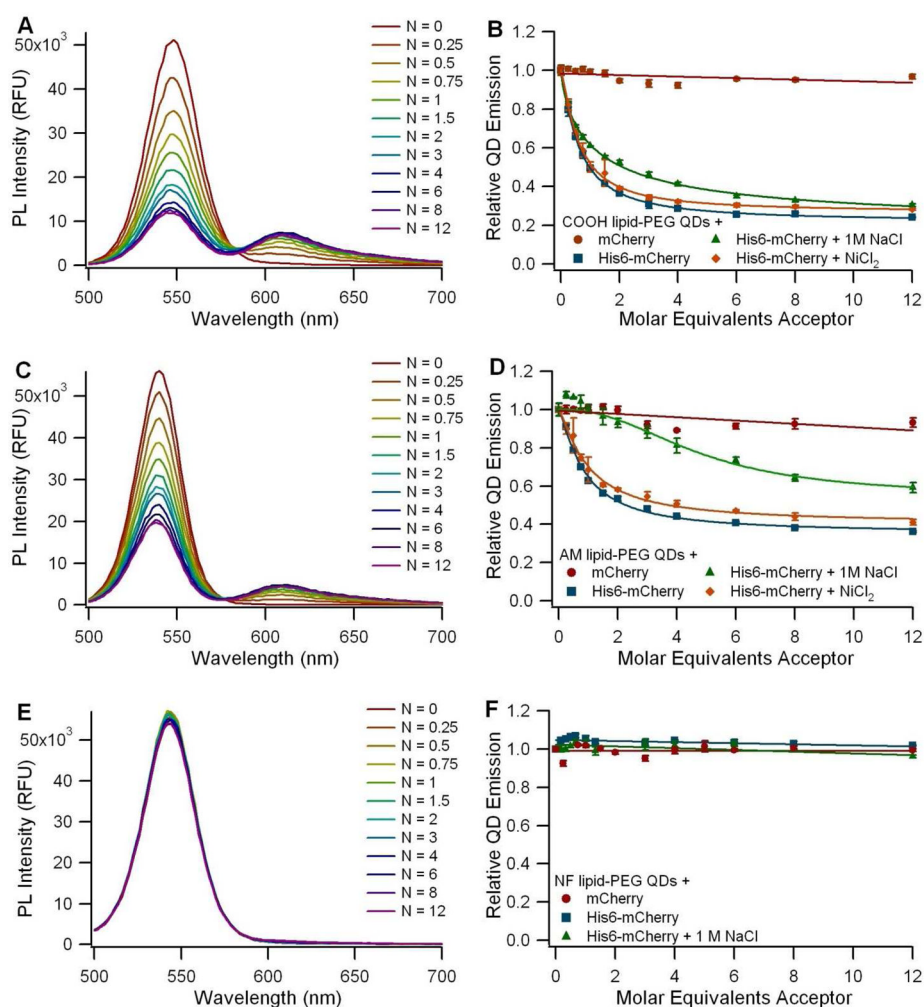 A
PL Intensity (RFU)
50x10³
40
30
20
10
0
500
550
600
650
700
Wavelength (nm)
N = 0
N = 0.25
N = 0.5
N = 0.75
N = 1
N = 1.5
N = 2
N = 3
N = 4
N = 6
N = 8
N = 12
B
Relative QD Emission
1.2
1.0
0.8
0.6
0.4
0.2
0.0
COOH lipid-PEG QDs +
mCherry
His6-mCherry
His6-mCherry + 1M NaCl
His6-mCherry + NiCl₂
0
2
4
6
8
10
12
Molar Equivalents Acceptor
C
PL Intensity (RFU)
50x10³
40
30
20
10
0
500
550
600
650
700
Wavelength (nm)
N = 0
N = 0.25
N = 0.5
N = 0.75
N = 1
N = 1.5
N = 2
N = 3
N = 4
N = 6
N = 8
N = 12
D
Relative QD Emission
1.2
1.0
0.8
0.6
0.4
0.2
0.0
AM lipid-PEG QDs +
mCherry
His6-mCherry
His6-mCherry + 1M NaCl
His6-mCherry + NiCl₂
0
2
4
6
8
10
12
Molar Equivalents Acceptor
E
PL Intensity (RFU)
50x10³
40
30
20
10
0
500
550
600
650
700
Wavelength (nm)
N = 0
N = 0.25
N = 0.5
N = 0.75
N = 1
N = 1.5
N = 2
N = 3
N = 4
N = 6
N = 8
N = 12
F
Relative QD Emission
1.2
1.0
0.8
0.6
0.4
0.2
0.0
NF lipid-PEG QDs +
mCherry
His6-mCherry
His6-mCherry + 1 M NaCl
0
2
4
6
8
10
12
Molar Equivalents Acceptor